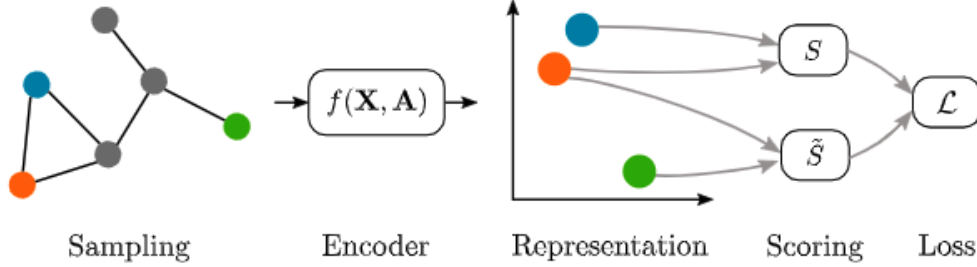 f(X, A)
S
S̃
ℒ
Sampling
Encoder
Representation
Scoring
Loss